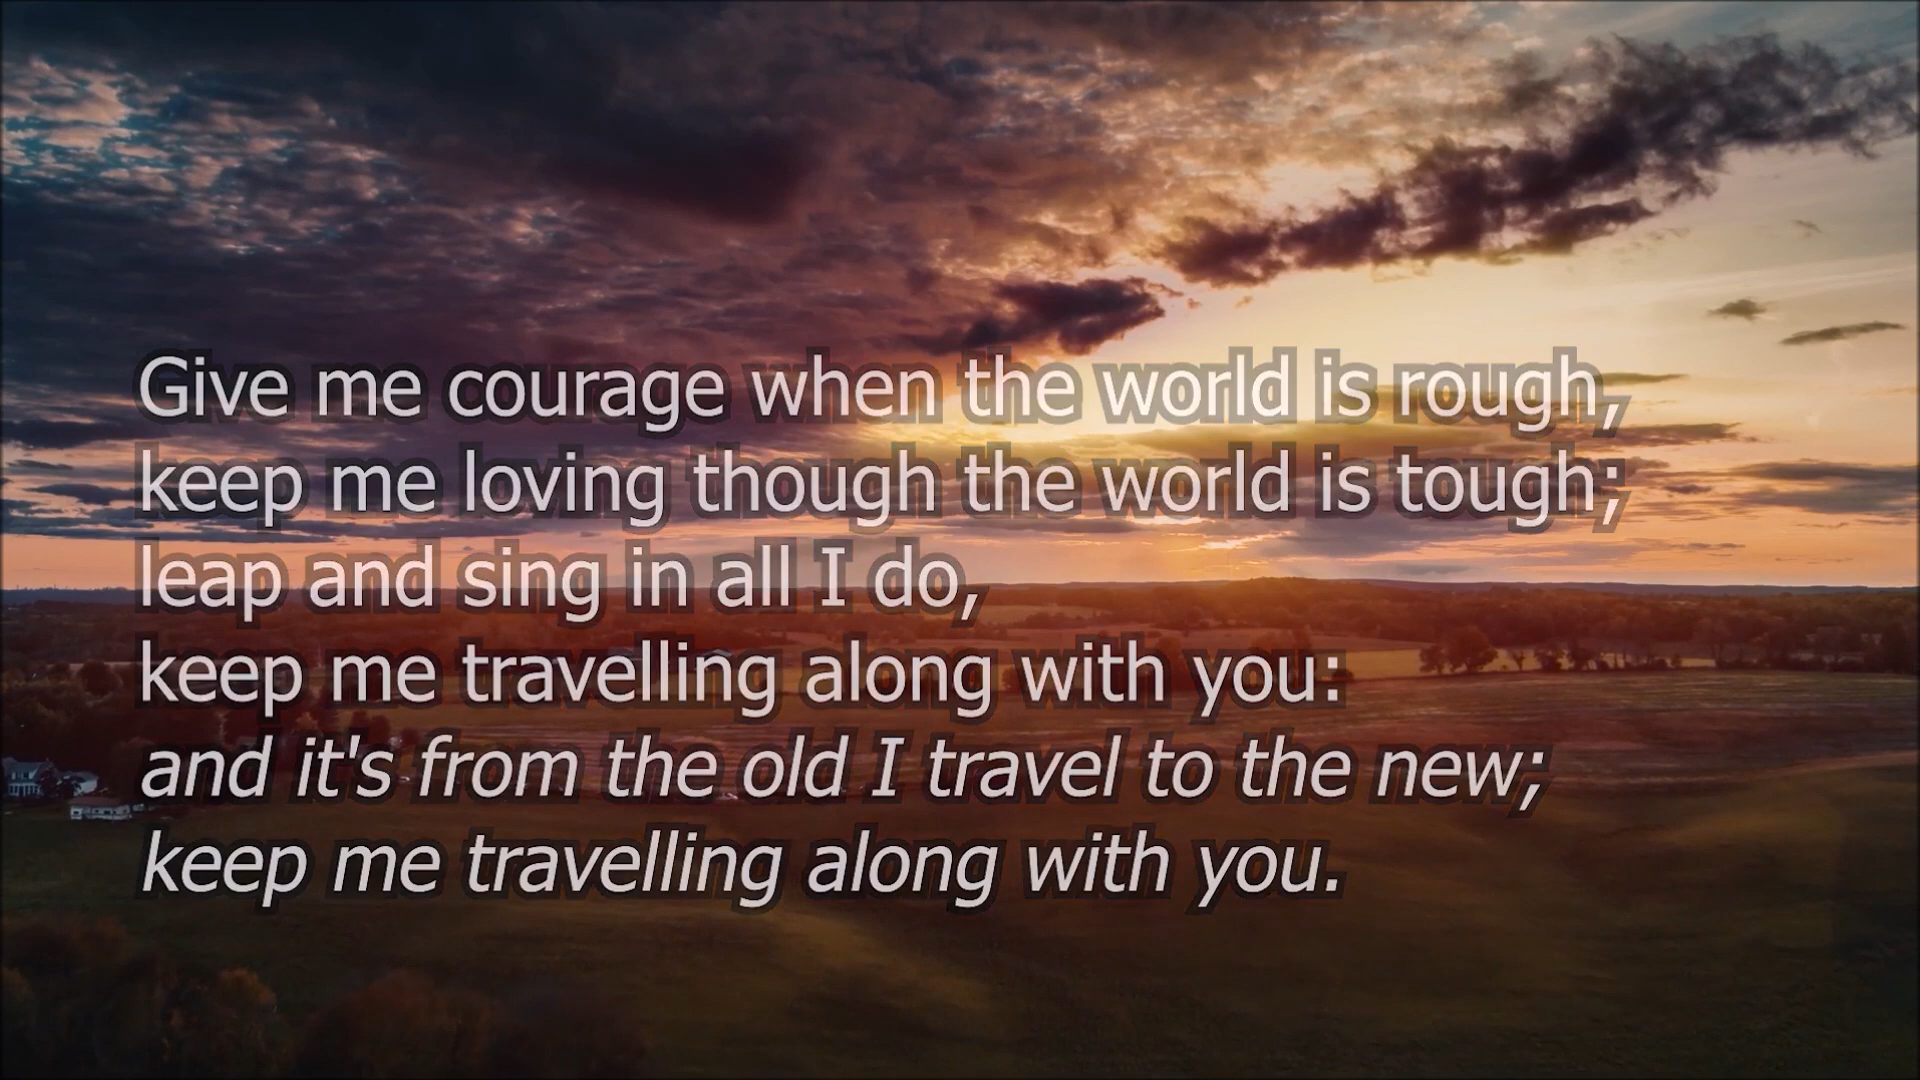 Give me courage when the world is rough,
keep me loving though the world is tough;
leap and sing in all I do,
keep me travelling along with you:
and it's from the old I travel to the new;
keep me travelling along with you.